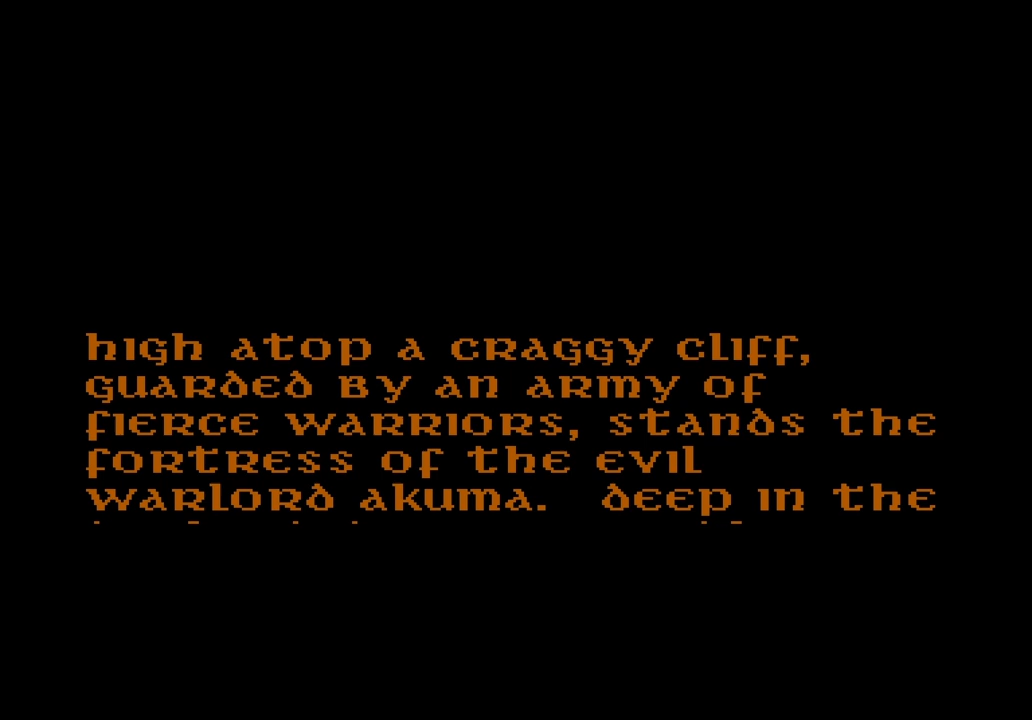 high atop a craggy cliff,
guarded by an army of
fierce warriors, stands the
fortress of the evil
warlord akuma.  deep in the